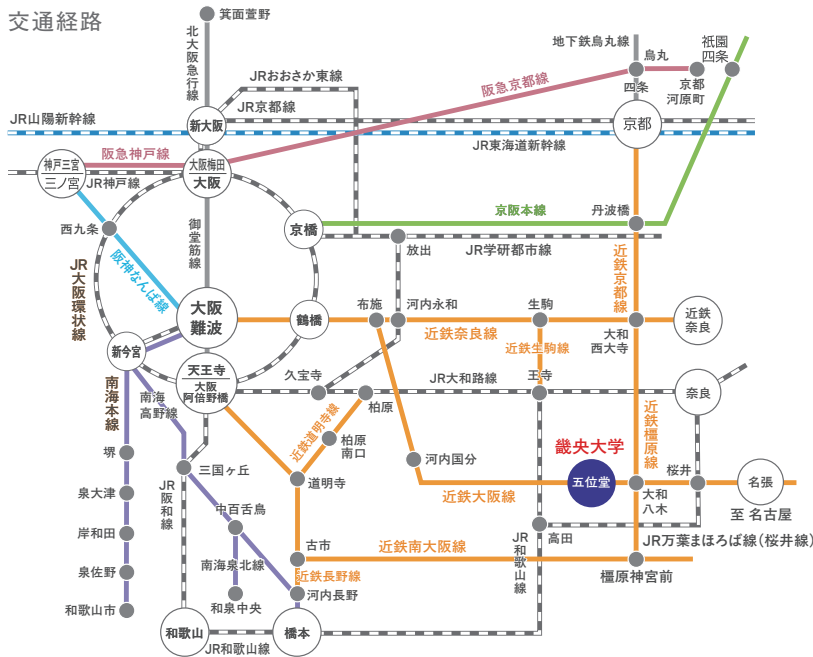 交通経路
箕面萱野
北大阪急行線
JRおおさか東線
JR京都線
新大阪
JR山陽新幹線
JR東海道新幹線
地下鉄烏丸線
烏丸
四条
京都
河原町
祇園
四条
阪急京都線
京都
阪急神戸線
神戸三宮
三ノ宮
JR神戸線
大阪梅田
大阪
西九条
御堂筋線
京橋
京阪本線
丹波橋
放出
JR学研都市線
阪神なんば線
JR大阪環状線
近鉄京都線
大阪
難波
鶴橋
布施
河内永和
近鉄奈良線
生駒
近鉄生駒線
大和
西大寺
近鉄
奈良
新今宮
天王寺
大阪
阿倍野橋
久宝寺
JR大和路線
柏原
王寺
奈良
南海本線
南海
高野線
近鉄道明寺線
柏原
南口
近鉄橿原線
堺
三国ヶ丘
河内国分
畿央大学
五位堂
桜井
名張
至 名古屋
泉大津
JR阪和線
中百舌鳥
道明寺
近鉄大阪線
大和
八木
岸和田
南海泉北線
古市
近鉄南大阪線
JR和歌山線
高田
JR万葉まほろば線(桜井線)
泉佐野
近鉄長野線
河内長野
橿原神宮前
和歌山市
和泉中央
和歌山
JR和歌山線
橋本